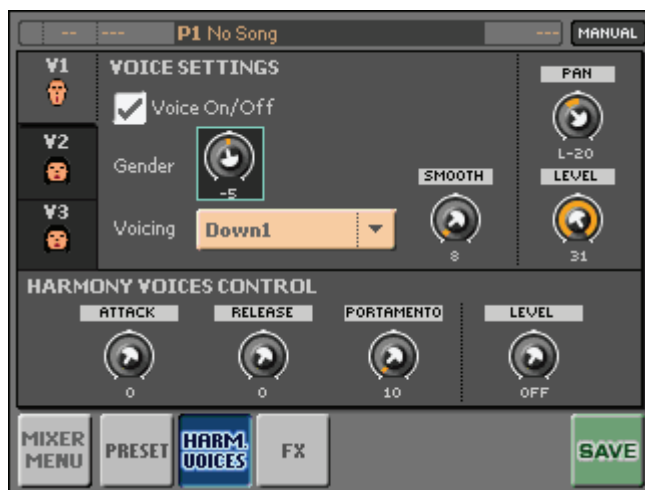 -- --- P1 No Song --- MANUAL
V1 VOICE SETTINGS PAN
Voice On/Off
L-20
V2
Gender
-5
SMOOTH LEVEL
V3
Voicing Down1
8 31
HARMONY VOICES CONTROL
ATTACK RELEASE PORTAMENTO LEVEL
0 0 10 OFF
MIXER MENU
PRESET
HARM. VOICES
FX
SAVE